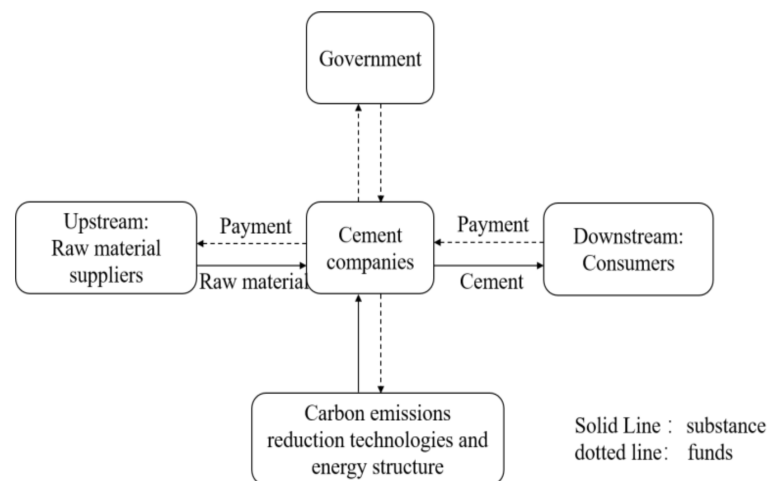 Government
Upstream:
Raw material
suppliers
Payment
Raw material
Cement
companies
Payment
Cement
Downstream:
Consumers
Carbon emissions
reduction technologies and
energy structure
Solid Line： substance
dotted line： funds